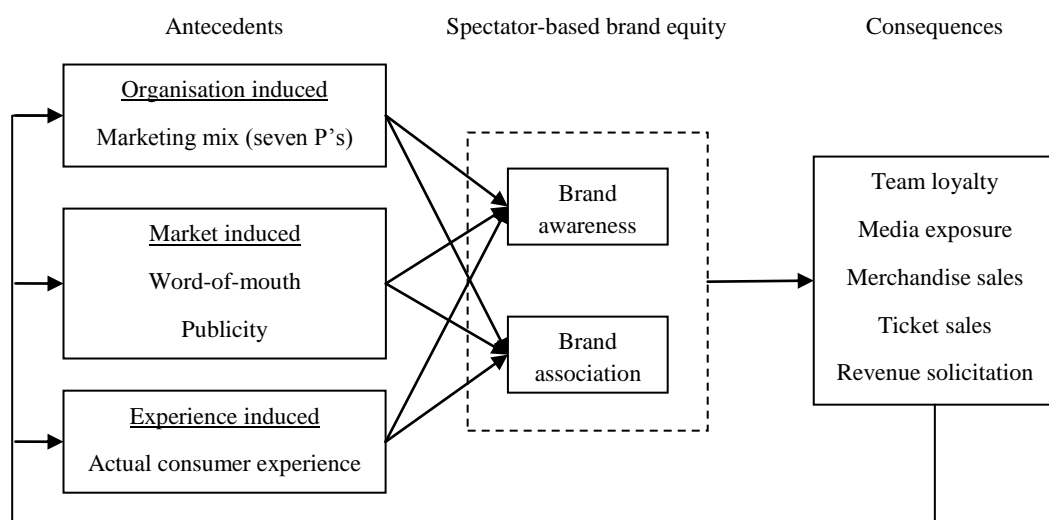 Antecedents
Spectator-based brand equity
Consequences
Organisation induced
Marketing mix (seven P’s)
Market induced
Word-of-mouth
Publicity
Experience induced
Actual consumer experience
Brand
awareness
Brand
association
Team loyalty
Media exposure
Merchandise sales
Ticket sales
Revenue solicitation